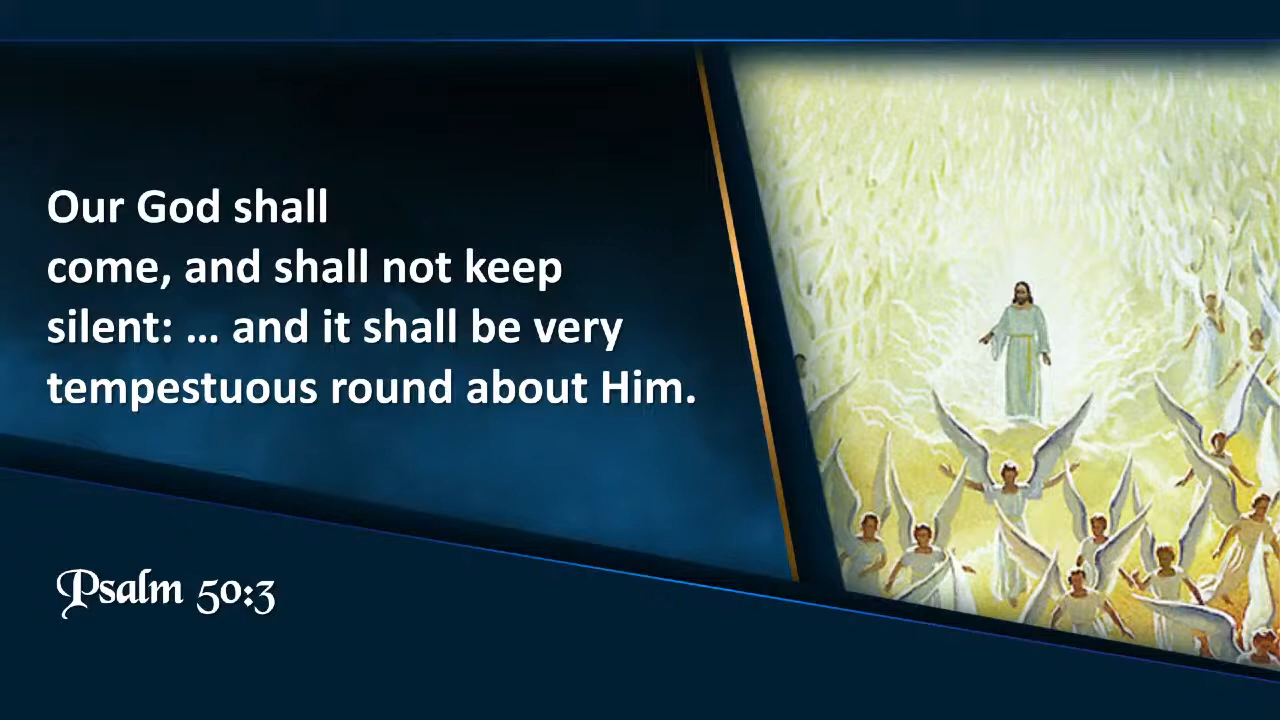 Our God shall
come, and shall not keep
silent: ... and it shall be very
tempestuous round about Him.
Psalm 50:3